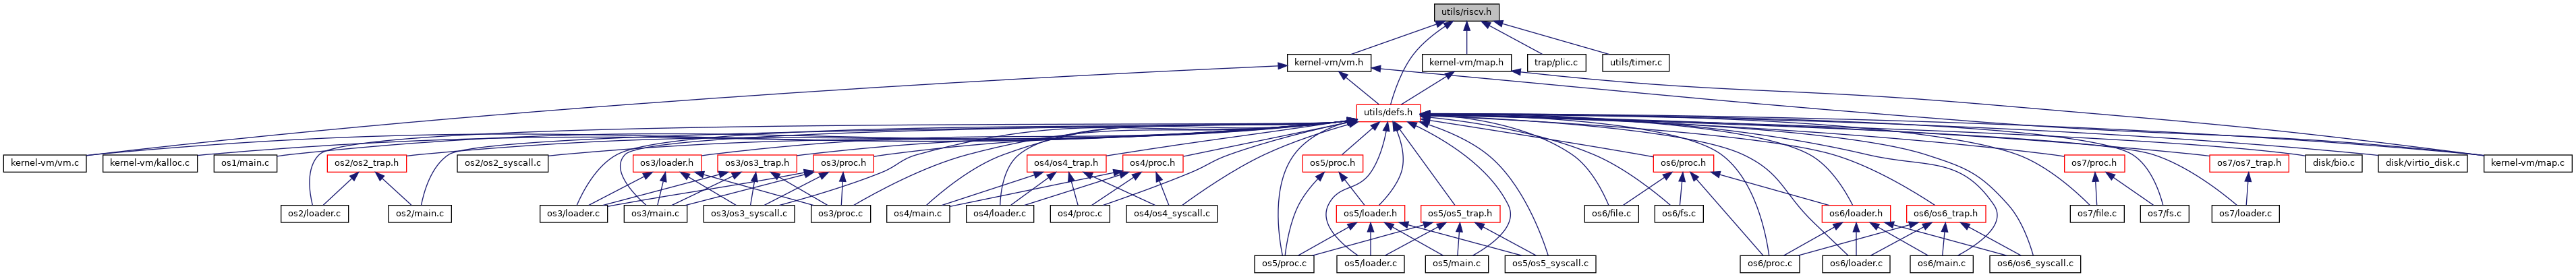 utils/riscv.h
kernel-vm/vm.h
kernel-vm/map.h
trap/plic.c
utils/timer.c
utils/defs.h
kernel-vm/vm.c
kernel-vm/kalloc.c
os1/main.c
os2/os2_trap.h
os2/os2_syscall.c
os3/loader.h
os3/os3_trap.h
os3/proc.h
os4/os4_trap.h
os4/proc.h
os5/proc.h
os6/proc.h
os7/proc.h
os7/os7_trap.h
disk/bio.c
disk/virtio_disk.c
kernel-vm/map.c
os2/loader.c
os2/main.c
os3/loader.c
os3/main.c
os3/os3_syscall.c
os3/proc.c
os4/main.c
os4/loader.c
os4/proc.c
os4/os4_syscall.c
os5/loader.h
os5/os5_trap.h
os6/file.c
os6/fs.c
os6/loader.h
os6/os6_trap.h
os7/file.c
os7/fs.c
os7/loader.c
os5/proc.c
os5/loader.c
os5/main.c
os5/os5_syscall.c
os6/proc.c
os6/loader.c
os6/main.c
os6/os6_syscall.c